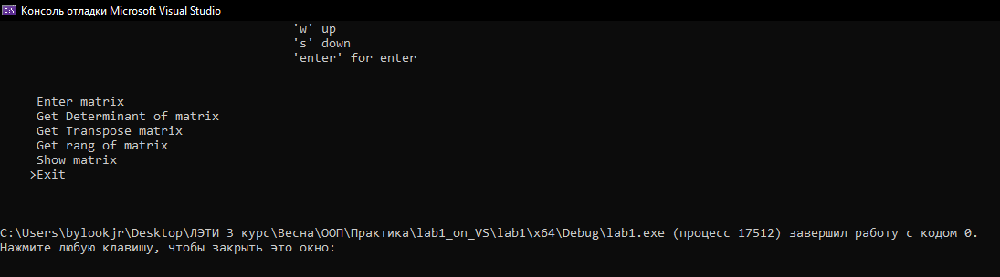 Консоль отладки Microsoft Visual Studio
'w' up
's' down
'enter' for enter
Enter matrix
Get Determinant of matrix
Get Transpose matrix
Get rang of matrix
Show matrix
>Exit
C:\Users\bylookjr\Desktop\ЛЭТИ 3 курс\Весна\ООП\Практика\lab1_on_VS\lab1\x64\Debug\lab1.exe (процесс 17512) завершил работу с кодом 0.
Нажмите любую клавишу, чтобы закрыть это окно: